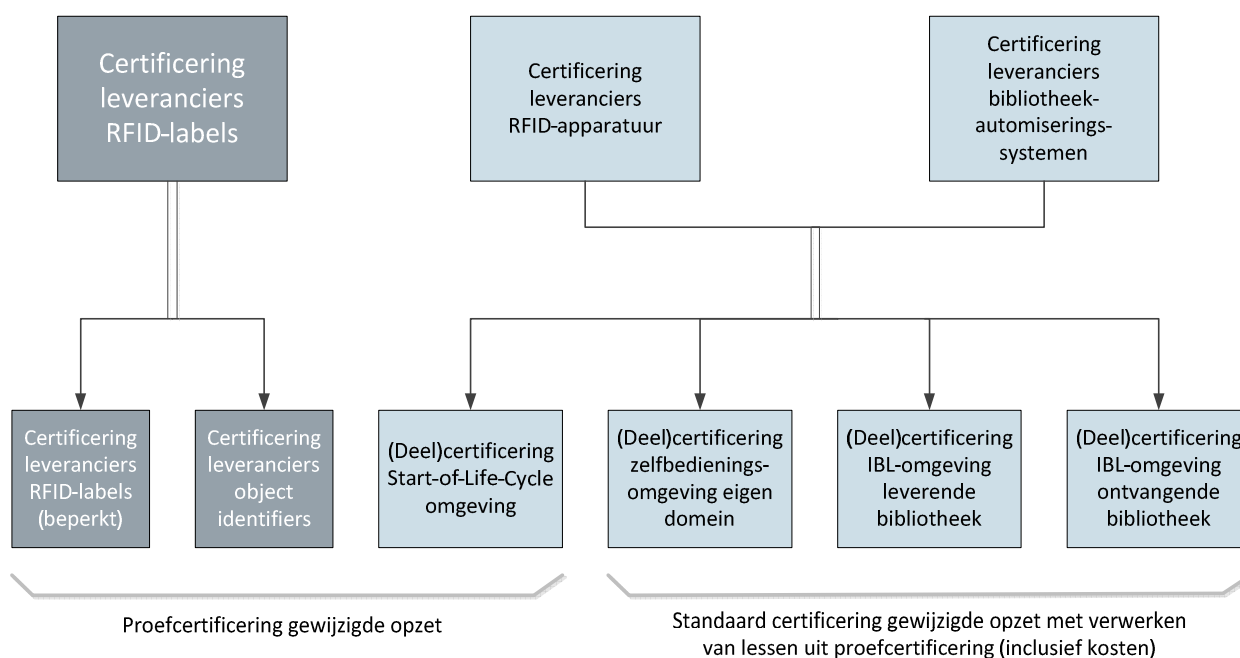 Certificering
leveranciers
RFID-labels
Certificering
leveranciers
RFID-apparatuur
Certificering
leveranciers
bibliotheek-
automiserings-
systemen
Certificering
leveranciers
RFID-labels
(beperkt)
Certificering
leveranciers
object
identifiers
(Deel)certificering
Start-of-Life-Cycle
omgeving
(Deel)certificering
zelfbedienings-
omgeving eigen
domein
(Deel)certificering
IBL-omgeving
leverende
bibliotheek
(Deel)certificering
IBL-omgeving
ontvangende
bibliotheek
Proefcertificering gewijzigde opzet
Standaard certificering gewijzigde opzet met verwerken
van lessen uit proefcertificering (inclusief kosten)